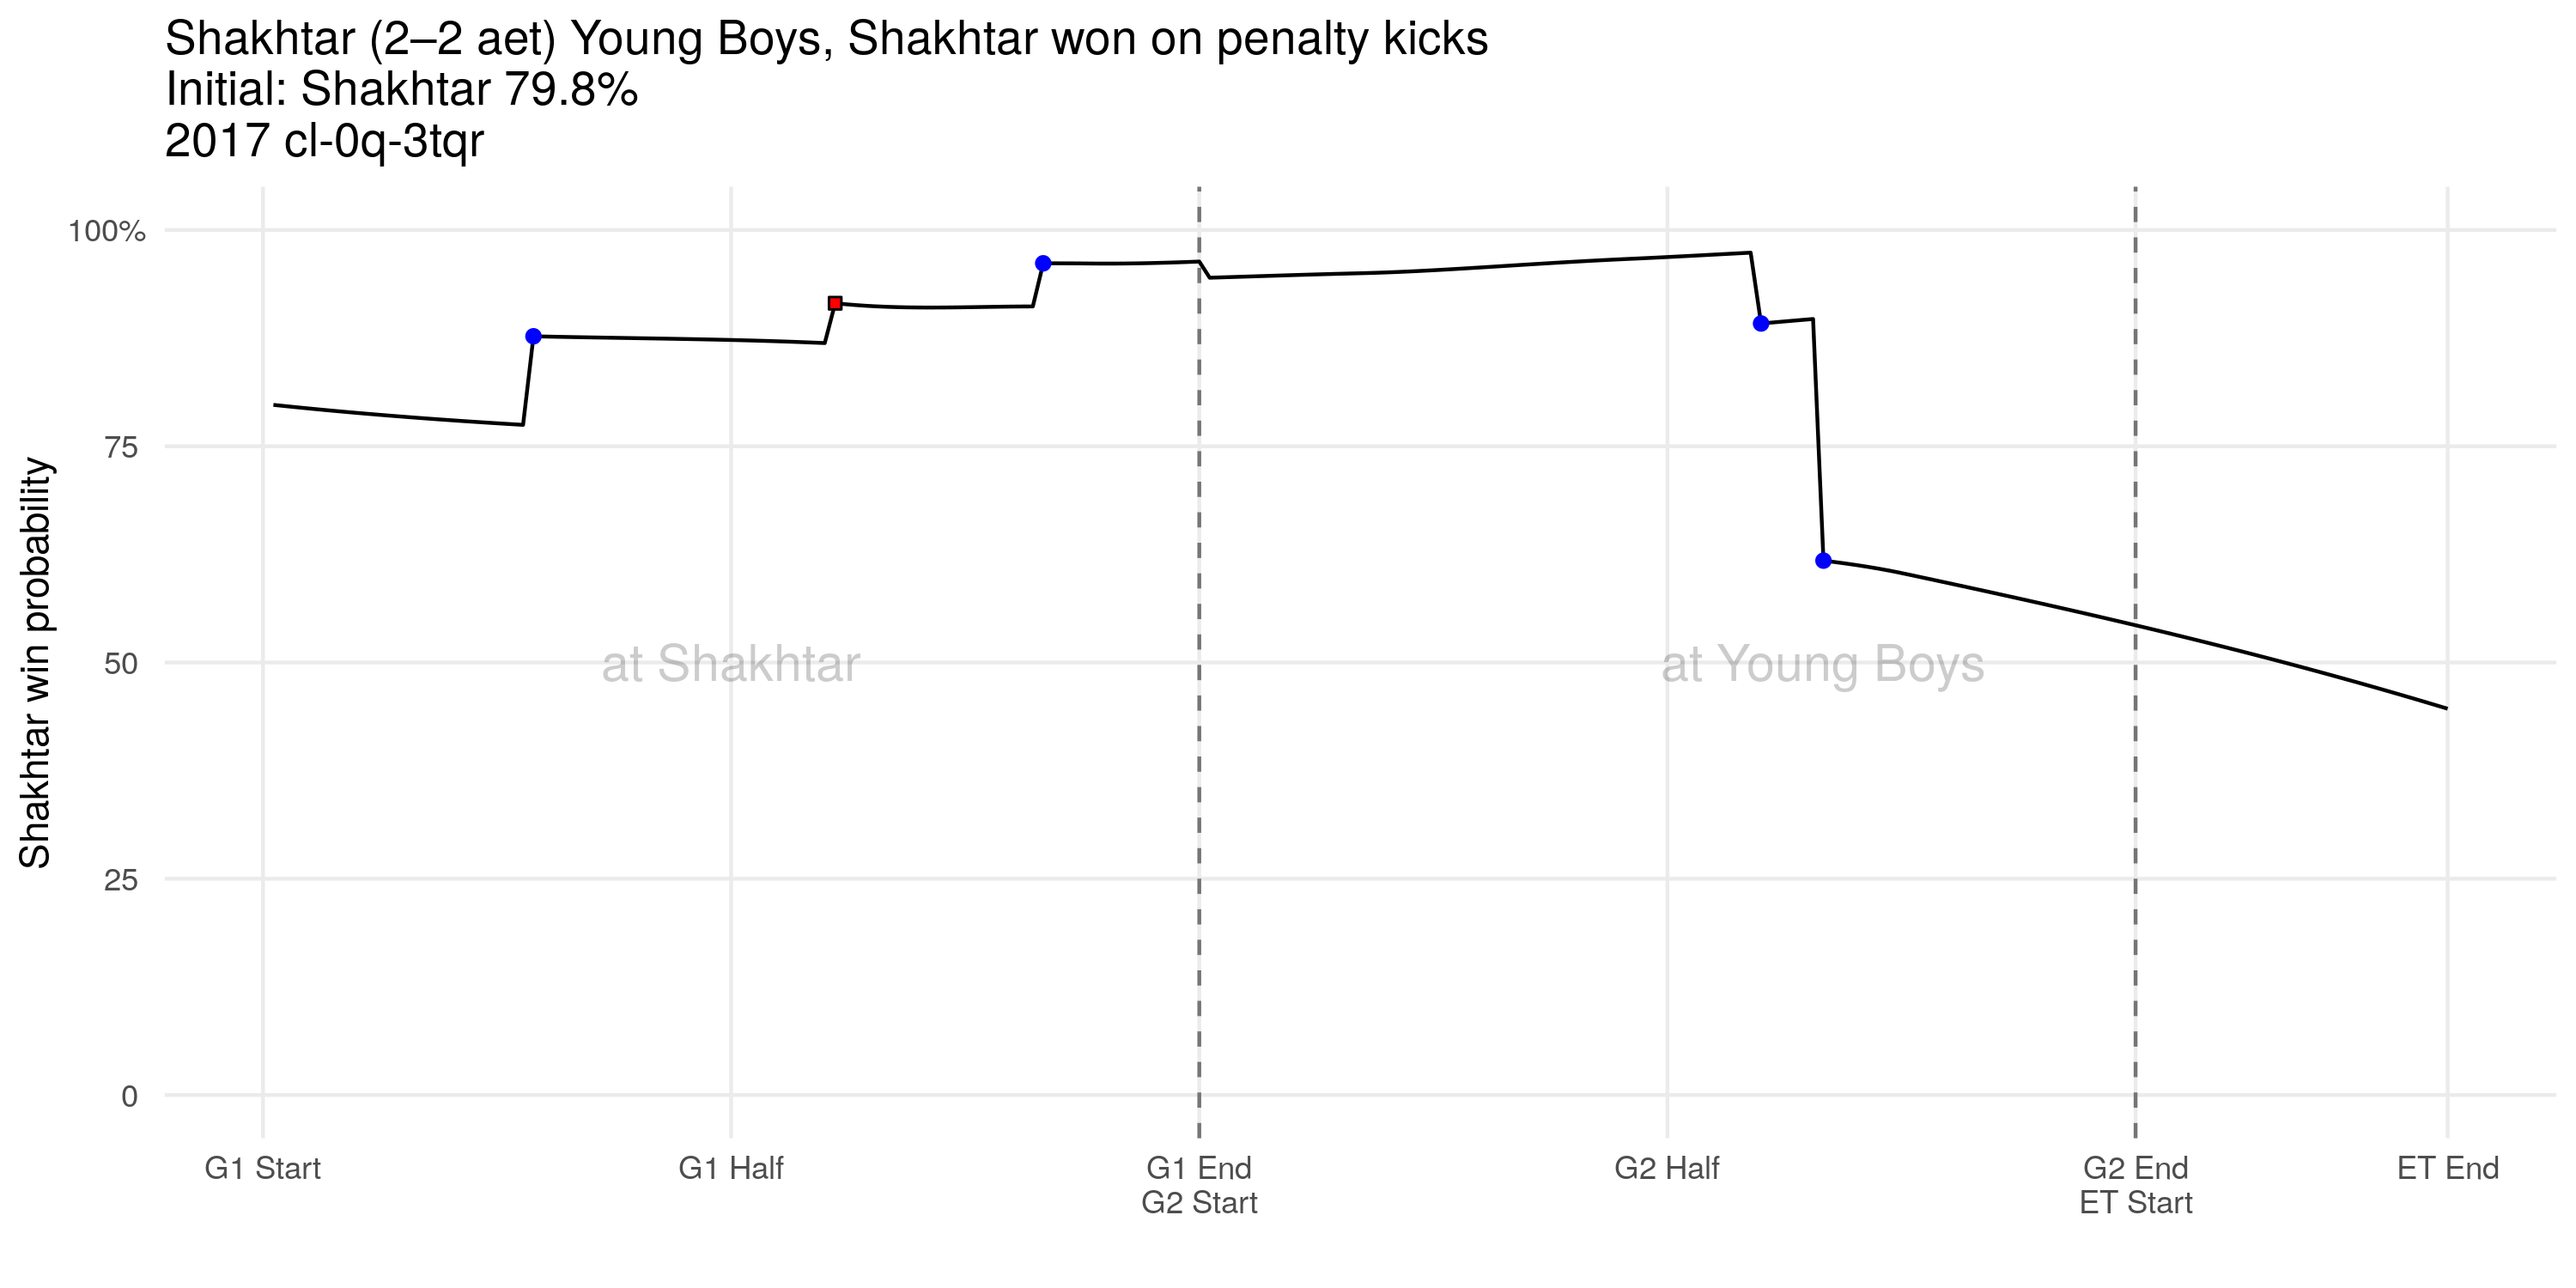 Shakhtar (2–2 aet) Young Boys, Shakhtar won on penalty kicks
Initial: Shakhtar 79.8%
2017 cl-0q-3tqr
Shakhtar win probability
100%
75
50
25
0
at Shakhtar
at Young Boys
G1 Start
G1 Half
G1 End
G2 Start
G2 Half
G2 End
ET Start
ET End